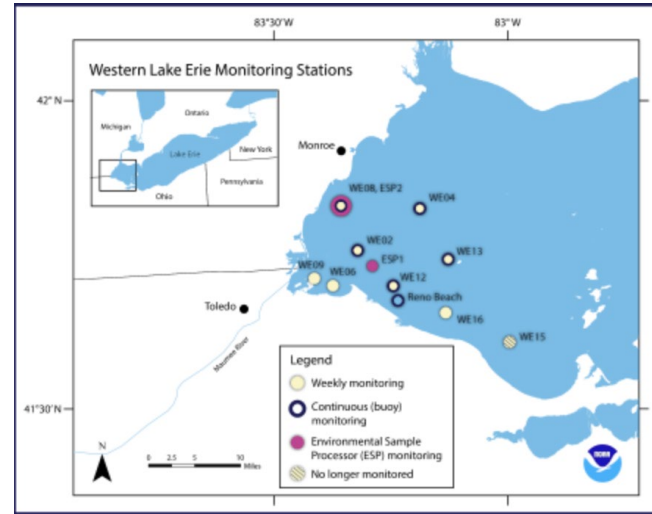 83°30'W
83°W
Western Lake Erie Monitoring Stations
42° N
Ontario
Michigan
New York
Lake Erie
Pennsylvania
Ohio
Monroe
WE08, ESP2
WE04
WE02
WE13
ESP1
WE09
WE06
WE12
Reno Beach
Toledo
WE16
WE15
Maumee River
Legend
Weekly monitoring
Continuous (buoy)
monitoring
Environmental Sample
Processor (ESP) monitoring
No longer monitored
41°30'N
N
0 2.5 5 10
Miles
NOAA